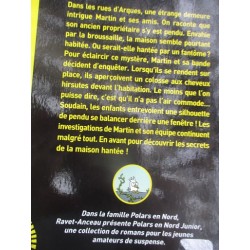 Dans les rues d'Arques, une étrange demeure
intrigue Martin et ses amis. On raconte que
son ancien propriétaire s'y est pendu. Envahie
par la broussaille, la maison semble pourtant
habitée. Ou serait-elle hantée par un fantôme ?
Pour éclaircir ce mystère, Martin et sa bande
décident d'enquêter. Lorsqu'ils se rendent sur
place, ils aperçoivent un colosse aux cheveux
hirsutes devant l'habitation. Le moins que l'on
puisse dire, c'est qu'il n'a pas l'air commode...
Soudain, les enfants entrevoient une silhouette
de pendu se balancer derrière une fenêtre ! Les
investigations de Martin et son équipe continuent
malgré tout. En avant pour découvrir les secrets
de la maison hantée !
Dans la famille Polars en Nord,
Ravet-Anceau présente Polars en Nord Junior,
une collection de romans pour les jeunes
amateurs de suspense.